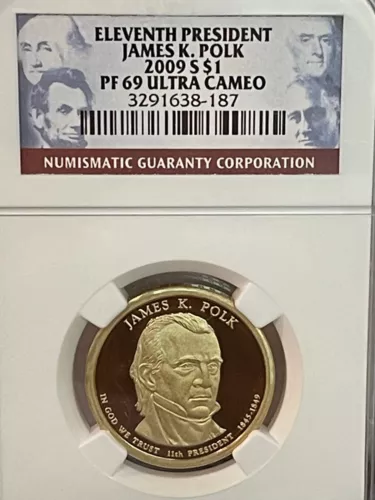 ELEVENTH PRESIDENT
JAMES K. POLK
2009 S $1
PF 69 ULTRA CAMEO
3291638-187
NUMISMATIC GUARANTY CORPORATION
JAMES K. POLK
IN GOD WE TRUST 11th PRESIDENT 1845-1849